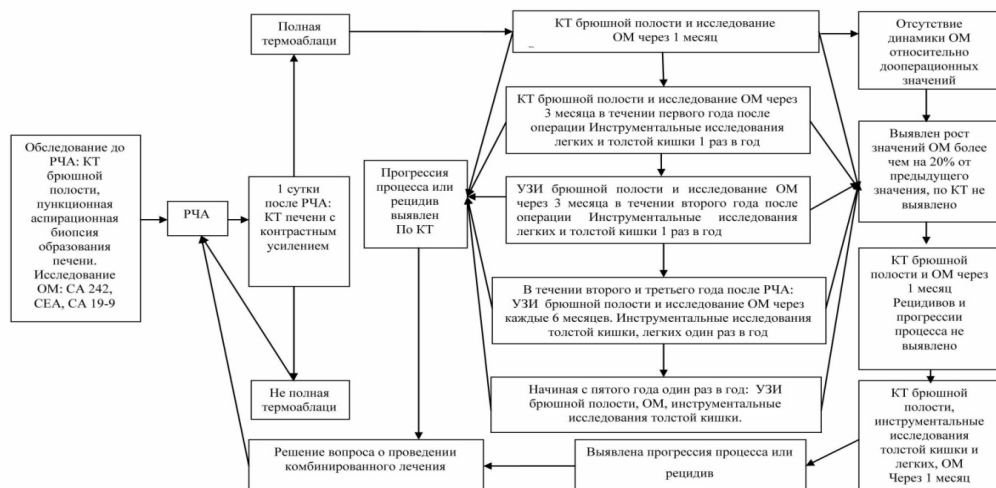 Обследование до
РЧА: КТ
брюшной
полости,
пункционная
аспирационная
биопсия
образования
печени.
Исследование
ОМ: СА 242,
СЕА, СА 19-9
РЧА
Полная
термоаблаци
1 сутки
после РЧА:
КТ печени с
контрастным
усилением
Не полная
термоаблаци
Прогрессия
процесса или
рецидив
выявлен
По КТ
КТ брюшной полости и исследование
ОМ через 1 месяц
КТ брюшной полости и исследование ОМ через
3 месяца в течении первого года после
операции Инструментальные исследования
легких и толстой кишки 1 раз в год
УЗИ брюшной полости и исследование ОМ
через 3 месяца в течении второго года после
операции Инструментальные исследования
легких и толстой кишки 1 раз в год
В течении второго и третьего года после РЧА:
УЗИ брюшной полости и исследование ОМ через
каждые 6 месяцев. Инструментальные исследования
толстой кишки, легких один раз в год
Начиная с пятого года один раз в год: УЗИ
брюшной полости, ОМ, инструментальные
исследования толстой кишки.
Отсутствие
динамики ОМ
относительно
дооперационных
значений
Выявлен рост
значений ОМ более
чем на 20% от
предыдущего
значения, по КТ не
выявлено
КТ брюшной
полости и ОМ через
1 месяц
Рецидивов и
прогрессии
процесса не
выявлено
КТ брюшной
полости,
инструментальные
исследования
толстой кишки и
легких, ОМ
Через 1 месяц
Выявлена прогрессия процесса или
рецидив
Решение вопроса о проведении
комбинированного лечения